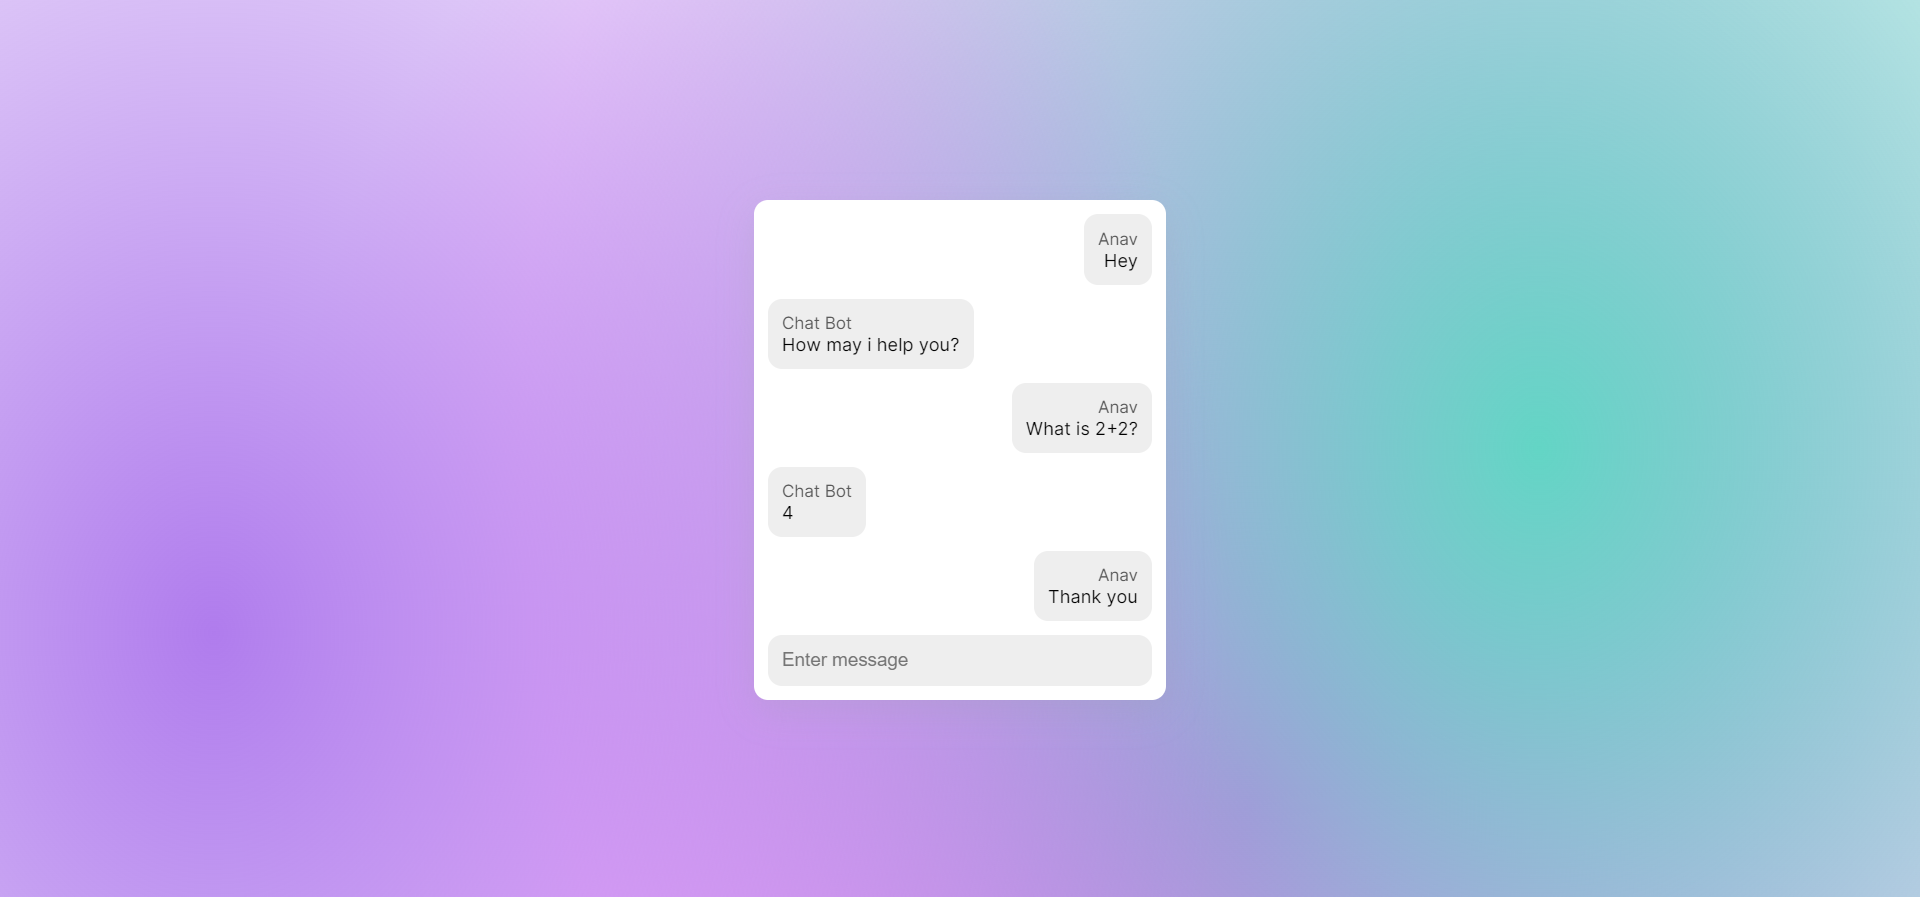 Anav
Hey
Chat Bot
How may i help you?
Anav
What is 2+2?
Chat Bot
4
Anav
Thank you
Enter message